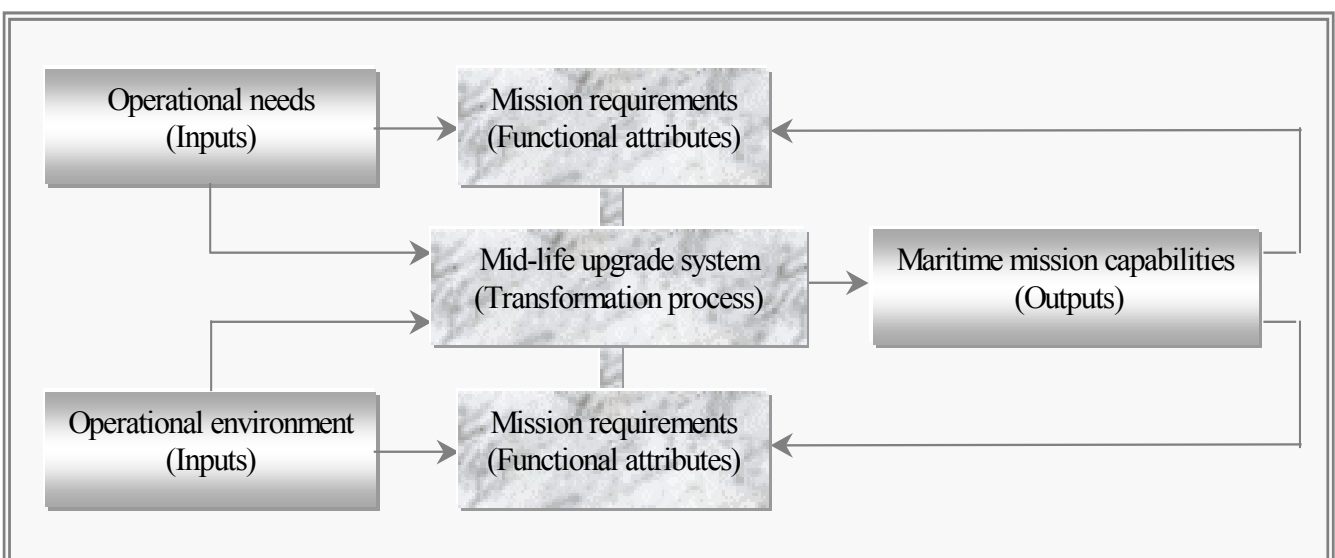 Operational needs
(Inputs)
Mission requirements
(Functional attributes)
Mid-life upgrade system
(Transformation process)
Maritime mission capabilities
(Outputs)
Operational environment
(Inputs)
Mission requirements
(Functional attributes)